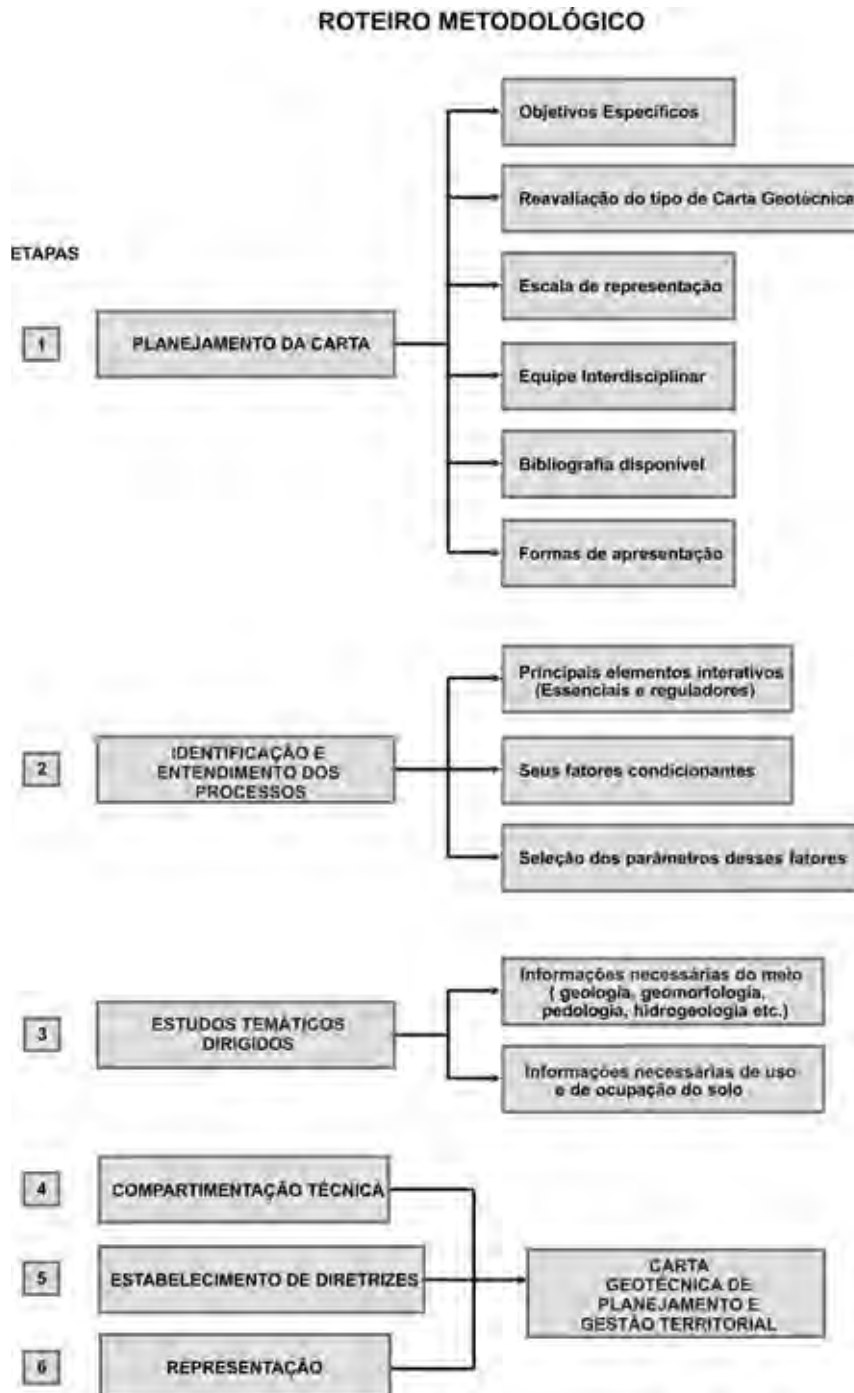 ROTEIRO METODOLÓGICO
ETAPAS
1
PLANEJAMENTO DA CARTA
Objetivos Específicos
Reavaliação do tipo de Carta Geotécnica
Escala de representação
Equipe Interdisciplinar
Bibliografia disponível
Formas de apresentação
2
IDENTIFICAÇÃO E
ENTENDIMENTO DOS
PROCESSOS
Principais elementos interativos
(Essenciais e reguladores)
Seus fatores condicionantes
Seleção dos parâmetros desses fatores
3
ESTUDOS TEMÁTICOS
DIRIGIDOS
Informações necessárias do meio
( geologia, geomorfologia,
pedologia, hidrogeologia etc.)
Informações necessárias de uso
e de ocupação do solo
4
COMPARTIMENTAÇÃO TÉCNICA
5
ESTABELECIMENTO DE DIRETRIZES
6
REPRESENTAÇÃO
CARTA
GEOTÉCNICA DE
PLANEJAMENTO E
GESTÃO TERRITORIAL